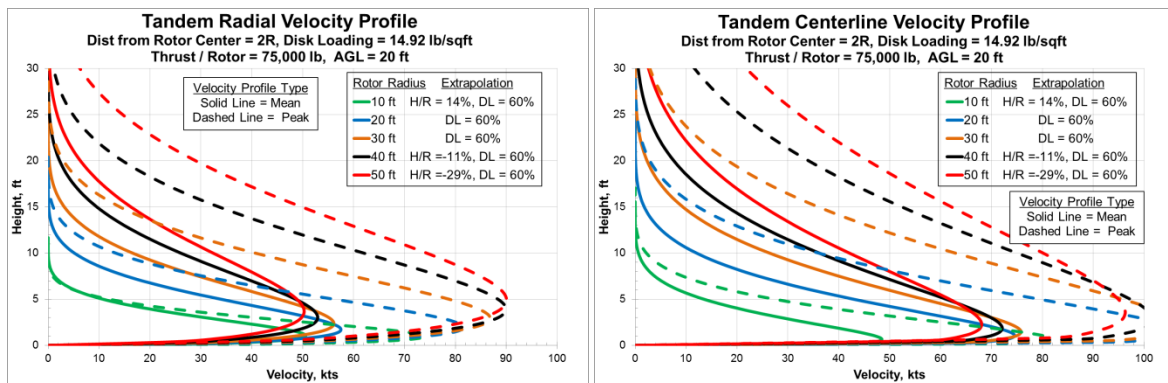 Tandem Radial Velocity Profile
Dist from Rotor Center = 2R, Disk Loading = 14.92 lb/sqft
Thrust / Rotor = 75,000 lb,  AGL = 20 ft
Velocity Profile Type
Solid Line = Mean
Dashed Line = Peak
Rotor Radius Extrapolation
10 ft H/R = 14%, DL = 60%
20 ft DL = 60%
30 ft DL = 60%
40 ft H/R =-11%, DL = 60%
50 ft H/R =-29%, DL = 60%
Height, ft
30
25
20
15
10
5
0
0 10 20 30 40 50 60 70 80 90 100
Velocity, kts
Tandem Centerline Velocity Profile
Dist from Rotor Center = 2R, Disk Loading = 14.92 lb/sqft
Thrust / Rotor = 75,000 lb,  AGL = 20 ft
Rotor Radius Extrapolation
10 ft H/R = 14%, DL = 60%
20 ft DL = 60%
30 ft DL = 60%
40 ft H/R =-11%, DL = 60%
50 ft H/R =-29%, DL = 60%
Velocity Profile Type
Solid Line = Mean
Dashed Line = Peak
Height, ft
30
25
20
15
10
5
0
0 10 20 30 40 50 60 70 80 90 100
Velocity, kts